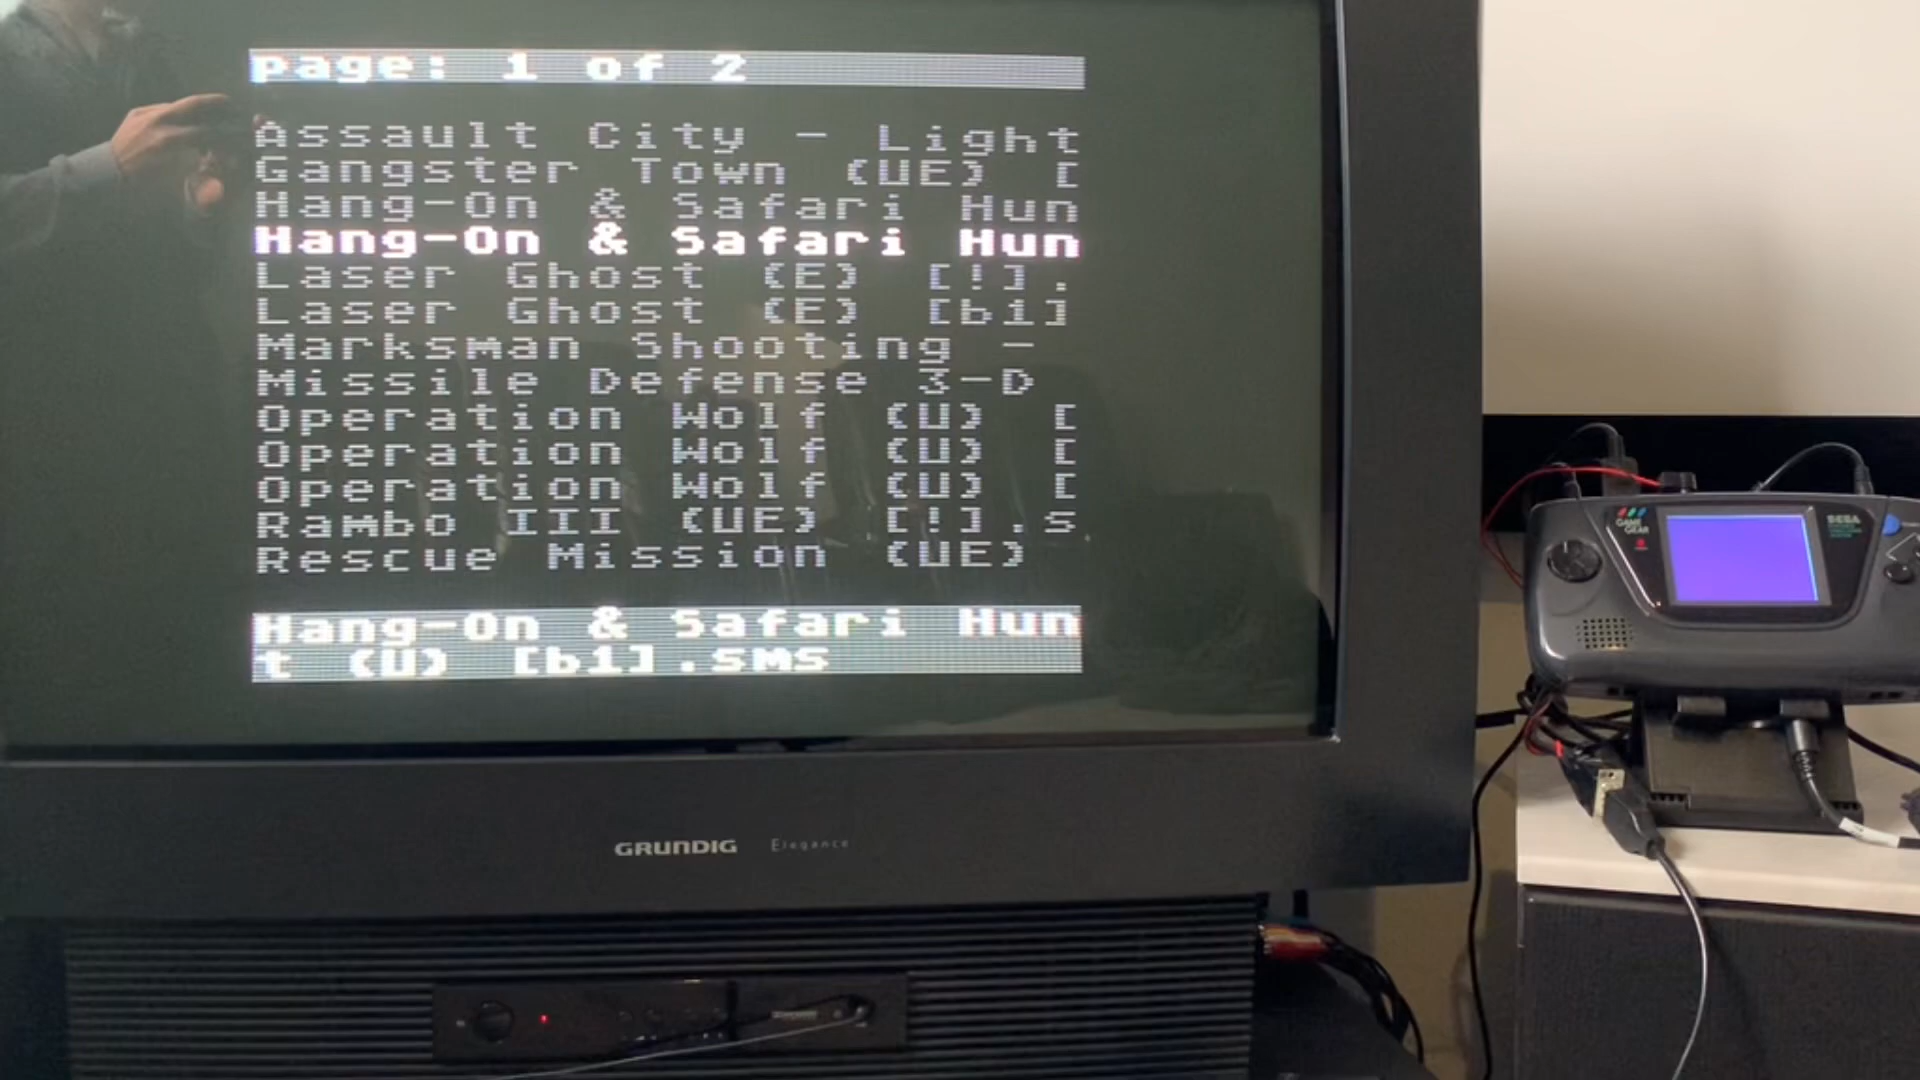 page: 1 of 2
Assault City - Light
Gangster Town (UE) [
Hang-On & Safari Hun
Hang-On & Safari Hun
Laser Ghost (E) [!].
Laser Ghost (E) [b1]
Marksman Shooting -
Missile Defense 3-D
Operation Wolf (U) [
Operation Wolf (U) [
Operation Wolf (U) [
Rambo III (UE) [!].s
Rescue Mission (UE)
Hang-On & Safari Hun
t (U) [b1].sms
GRUNDIG Elegance
GAME GEAR
SEGA